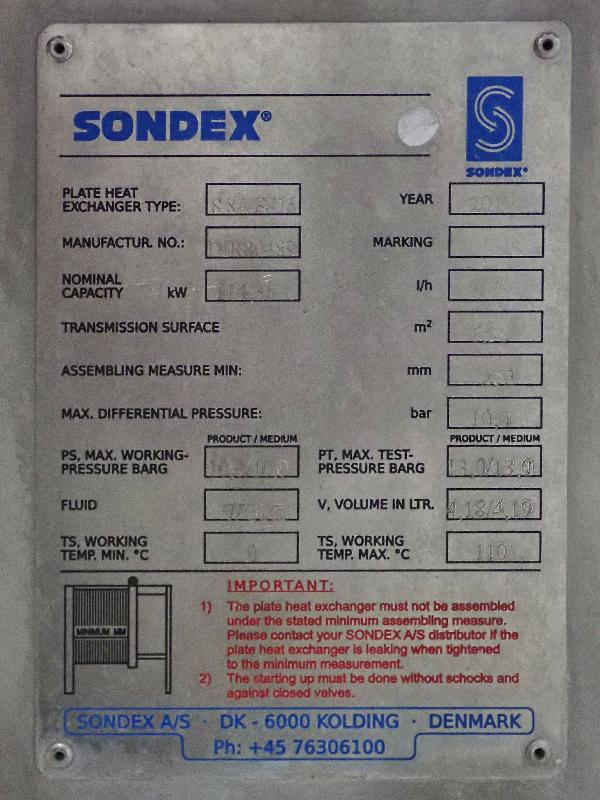 SONDEX®
SONDEX®
PLATE HEAT
EXCHANGER TYPE:
YEAR
MANUFACTUR. NO.:
MARKING
NOMINAL
CAPACITY kW
l/h
TRANSMISSION SURFACE m²
ASSEMBLING MEASURE MIN: mm
MAX. DIFFERENTIAL PRESSURE: bar 10,0
PRODUCT / MEDIUM PRODUCT / MEDIUM
PS, MAX. WORKING-
PRESSURE BARG
PT, MAX. TEST-
PRESSURE BARG 13,0/13,0
FLUID V, VOLUME IN LTR. 4,18/4,19
TS, WORKING
TEMP. MIN. °C 0
TS, WORKING
TEMP. MAX. °C 110
MINIMUM MM
IMPORTANT:
1) The plate heat exchanger must not be assembled
under the stated minimum assembling measure.
Please contact your SONDEX A/S distributor if the
plate heat exchanger is leaking when tightened
to the minimum measurement.
2) The starting up must be done without schocks and
against closed valves.
SONDEX A/S · DK - 6000 KOLDING · DENMARK
Ph: +45 76306100